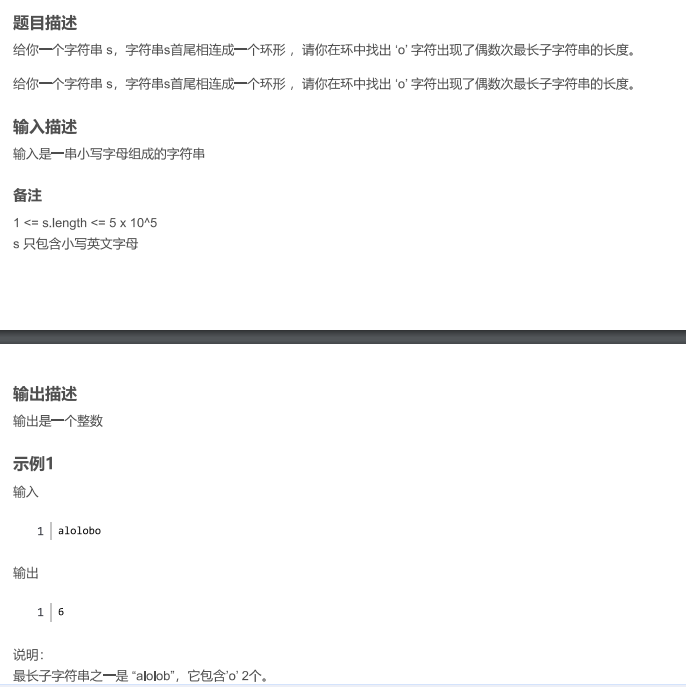 题目描述
给你一个字符串 s，字符串s首尾相连成一个环形 ，请你在环中找出 ‘o’ 字符出现了偶数次最长子字符串的长度。
给你一个字符串 s，字符串s首尾相连成一个环形 ，请你在环中找出 ‘o’ 字符出现了偶数次最长子字符串的长度。
输入描述
输入是一串小写字母组成的字符串
备注
1 <= s.length <= 5 x 10^5
s 只包含小写英文字母
输出描述
输出是一个整数
示例1
输入
1 alolobo
输出
1 6
说明：
最长子字符串之一是 “alolob”，它包含‘o’ 2个。